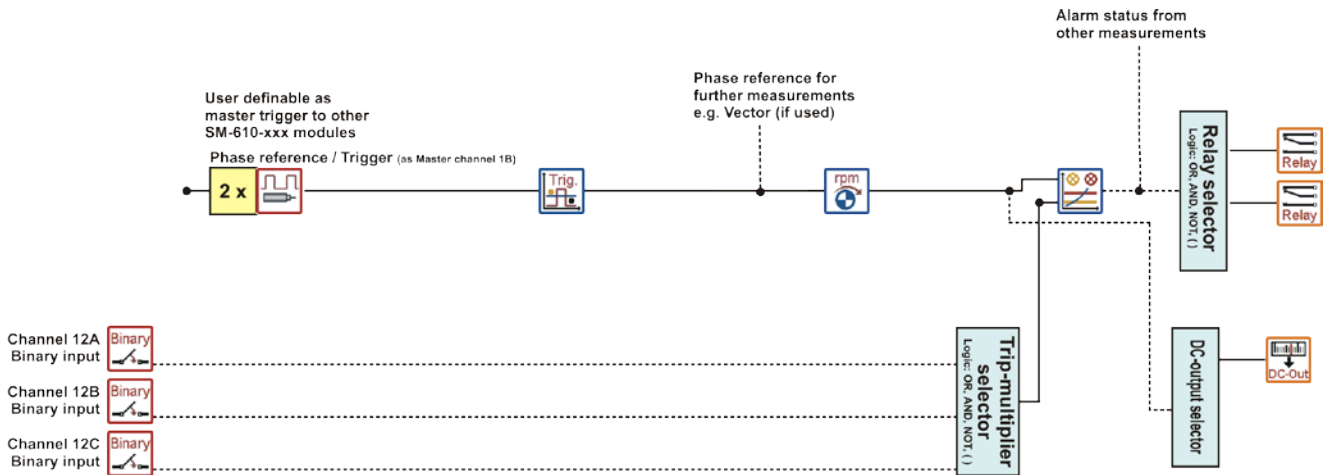 Alarm status from
other measurements
Phase reference for
further measurements
e.g. Vector (if used)
User definable as
master trigger to other
SM-610-xxx modules
Phase reference / Trigger (as Master channel 1B)
2 x
Trig.
rpm
Relay selector
Logic: OR, AND, NOT, ( )
Relay
Relay
Channel 12A
Binary input
Binary
Channel 12B
Binary input
Binary
Channel 12C
Binary input
Binary
Trip-multiplier
selector
Logic: OR, AND, NOT, ( )
DC-output selector
DC-Out